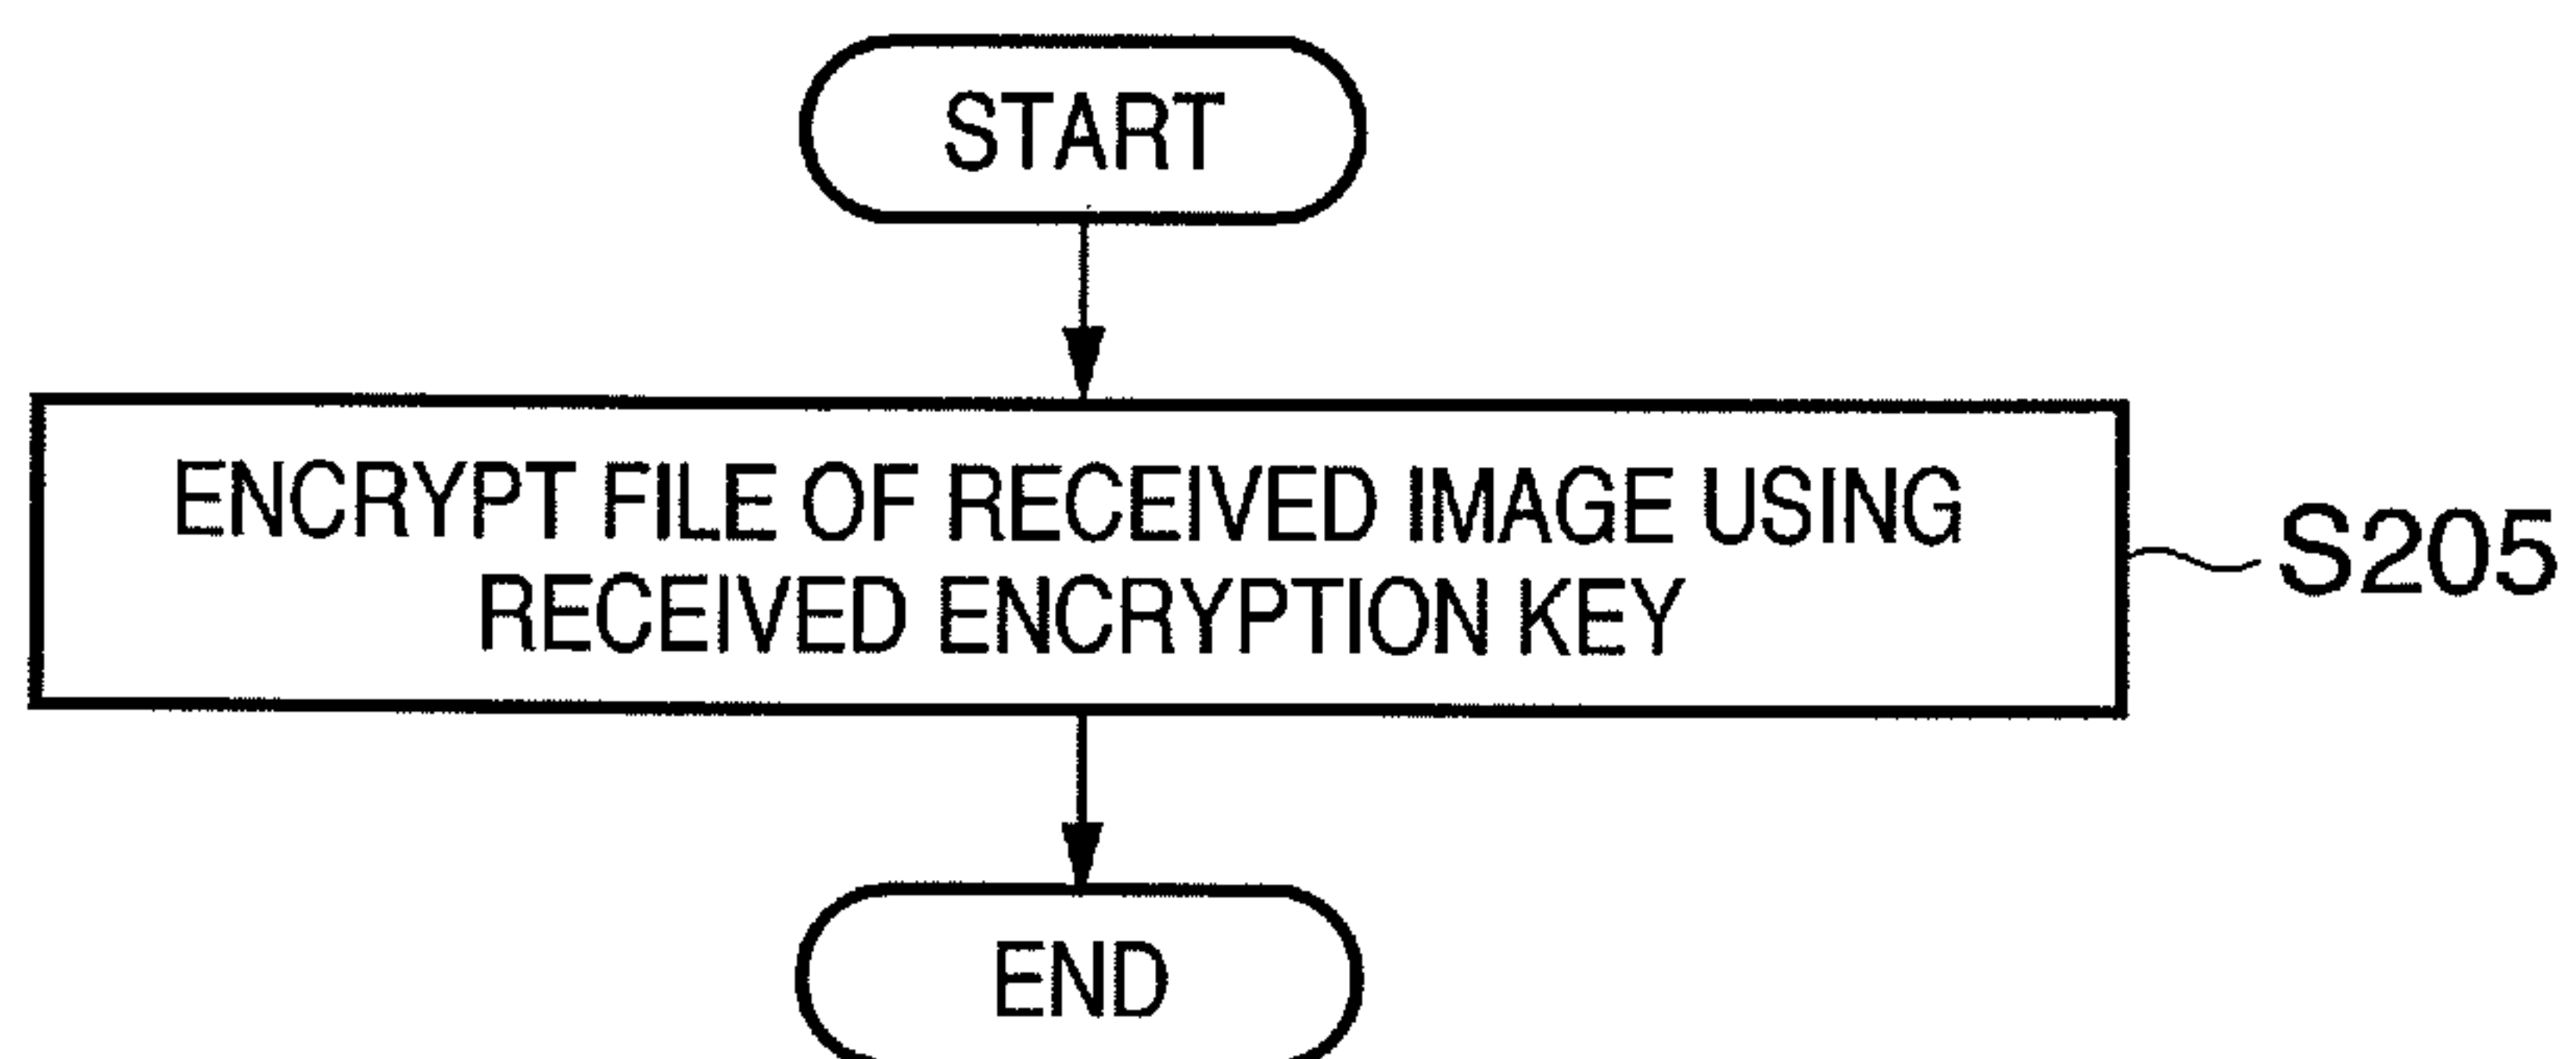 START
ENCRYPT FILE OF RECEIVED IMAGE USING
RECEIVED ENCRYPTION KEY
S205
END